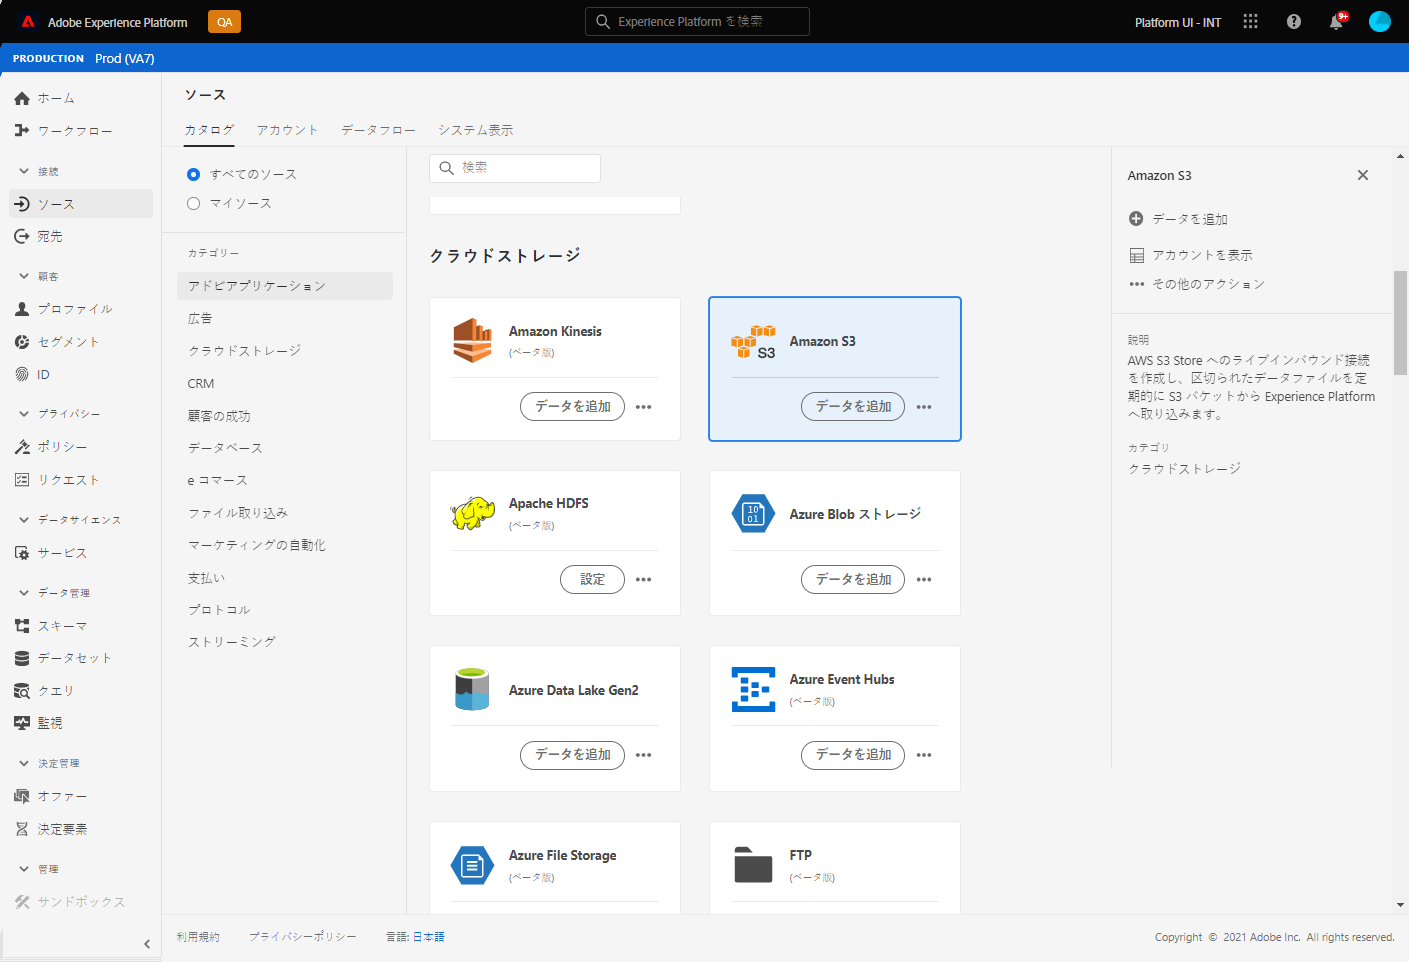 Adobe Experience Platform
QA
Experience Platform を検索
Platform UI - INT
9+
PRODUCTION Prod (VA7)
ホーム
ワークフロー
接続
ソース
宛先
顧客
プロファイル
セグメント
ID
プライバシー
ポリシー
リクエスト
データサイエンス
サービス
データ管理
スキーマ
データセット
クエリ
監視
決定管理
オファー
決定要素
管理
サンドボックス
ソース
カタログ アカウント データフロー システム表示
すべてのソース
マイソース
カテゴリー
アドビアプリケーション
広告
クラウドストレージ
CRM
顧客の成功
データベース
e コマース
ファイル取り込み
マーケティングの自動化
支払い
プロトコル
ストリーミング
検索
クラウドストレージ
Amazon Kinesis
(ベータ版)
データを追加
Amazon S3
S3
データを追加
Apache HDFS
(ベータ版)
設定
Azure Blob ストレージ
10
01
データを追加
Azure Data Lake Gen2
データを追加
Azure Event Hubs
(ベータ版)
データを追加
Azure File Storage
(ベータ版)
FTP
(ベータ版)
Amazon S3
データを追加
アカウントを表示
その他のアクション
説明
AWS S3 Store へのライブインバウンド接続
を作成し、区切られたデータファイルを定
期的に S3 バケットから Experience Platform
へ取り込みます。
カテゴリ
クラウドストレージ
利用規約 プライバシーポリシー 言語: 日本語
Copyright © 2021 Adobe Inc. All rights reserved.